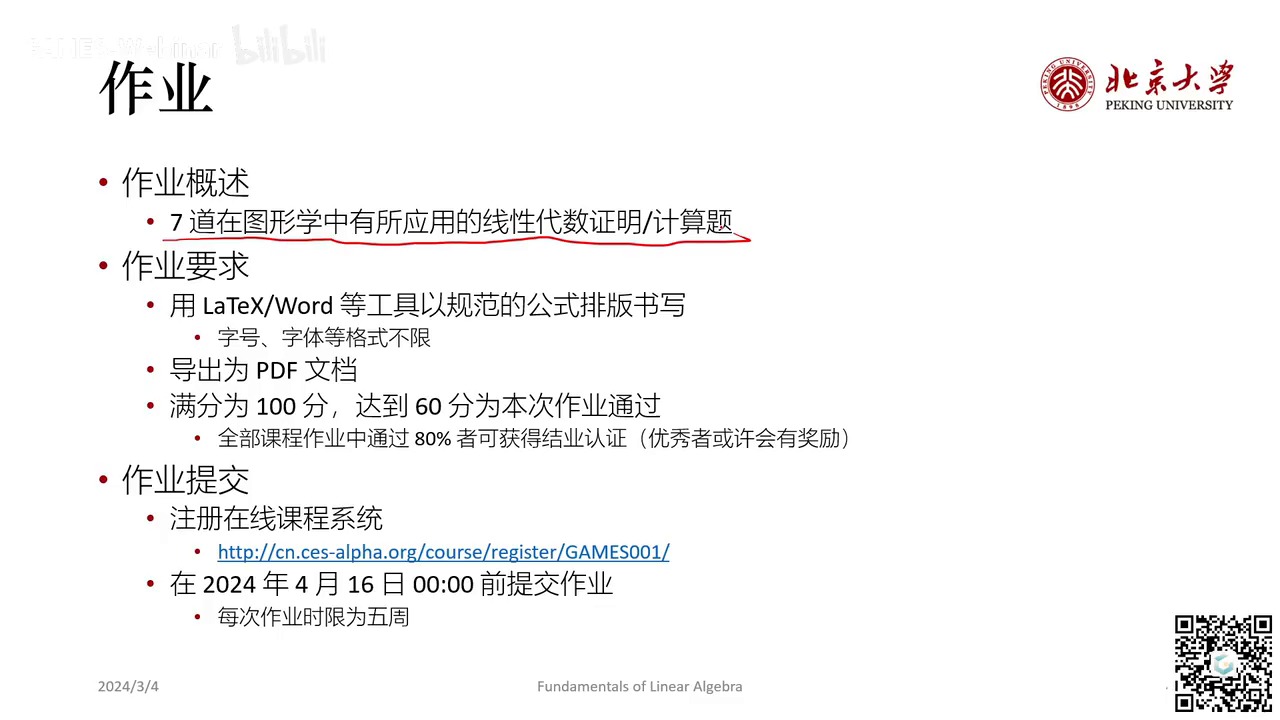 GAMES-Webinar bilibili
作业
北京大学
PEKING UNIVERSITY
• 作业概述
• 7 道在图形学中有所应用的线性代数证明/计算题
• 作业要求
• 用 LaTeX/Word 等工具以规范的公式排版书写
• 字号、字体等格式不限
• 导出为 PDF 文档
• 满分为 100 分，达到 60 分为本次作业通过
• 全部课程作业中通过 80% 者可获得结业认证（优秀者或许会有奖励）
• 作业提交
• 注册在线课程系统
• http://cn.ces-alpha.org/course/register/GAMES001/
• 在 2024 年 4 月 16 日 00:00 前提交作业
• 每次作业时限为五周
2024/3/4
Fundamentals of Linear Algebra